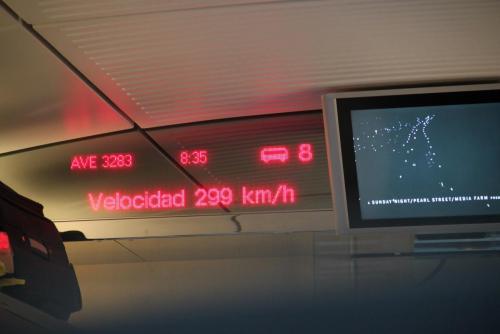 AVE 3283 8:35 8
Velocidad 299 km/h
A SUNDAY NIGHT/PEARL STREET/MEDIA FARM